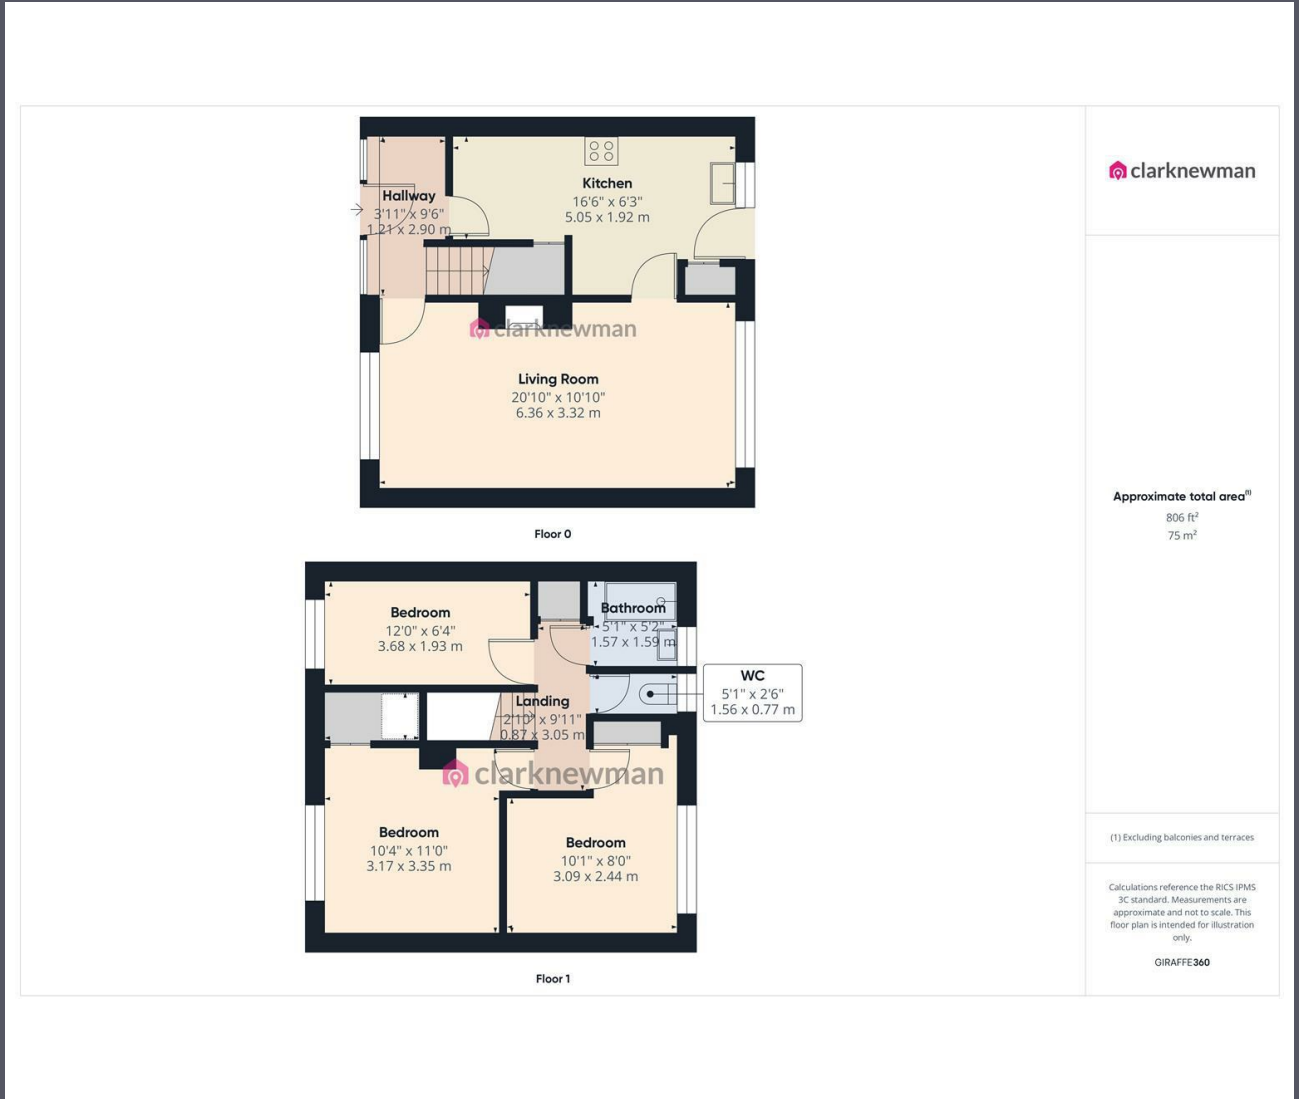 Hallway
3'11" x 9'6"
1.21 x 2.90 m
Kitchen
16'6" x 6'3"
5.05 x 1.92 m
clarknewman
Living Room
20'10" x 10'10"
6.36 x 3.32 m
Floor 0
Bedroom
12'0" x 6'4"
3.68 x 1.93 m
Bathroom
5'1" x 5'2"
1.57 x 1.59 m
WC
5'1" x 2'6"
1.56 x 0.77 m
Landing
2'10" x 9'11"
0.87 x 3.05 m
clarknewman
Bedroom
10'4" x 11'0"
3.17 x 3.35 m
Bedroom
10'1" x 8'0"
3.09 x 2.44 m
Floor 1
clarknewman
Approximate total area(1)
806 ft²
75 m²
(1) Excluding balconies and terraces
Calculations reference the RICS IPMS
3C standard. Measurements are
approximate and not to scale. This
floor plan is intended for illustration
only.
GIRAFFE360